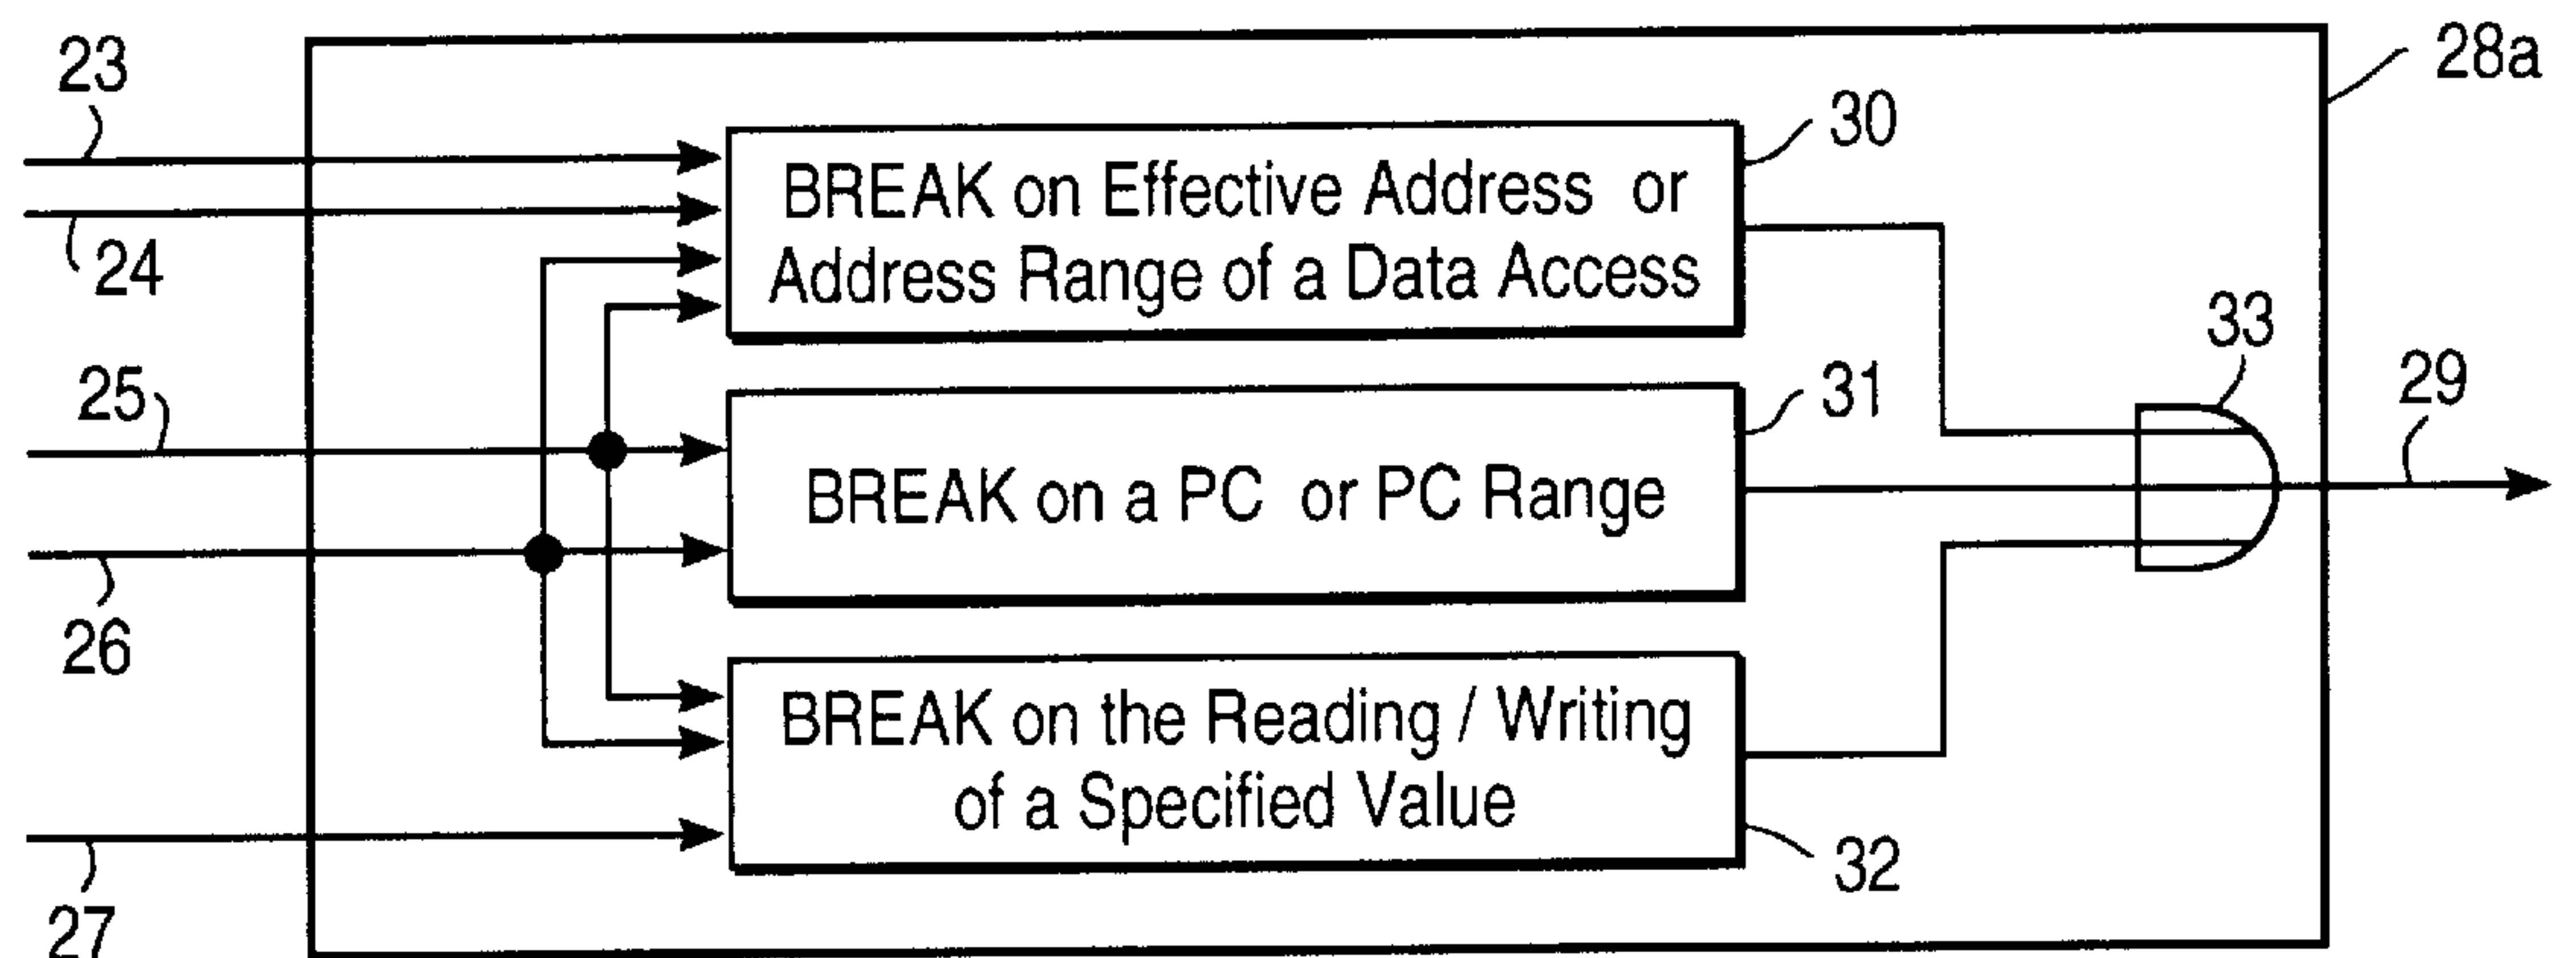 23
28a
30
BREAK on Effective Address or
Address Range of a Data Access
24
33
25
31
29
BREAK on a PC or PC Range
26
BREAK on the Reading / Writing
of a Specified Value
32
27